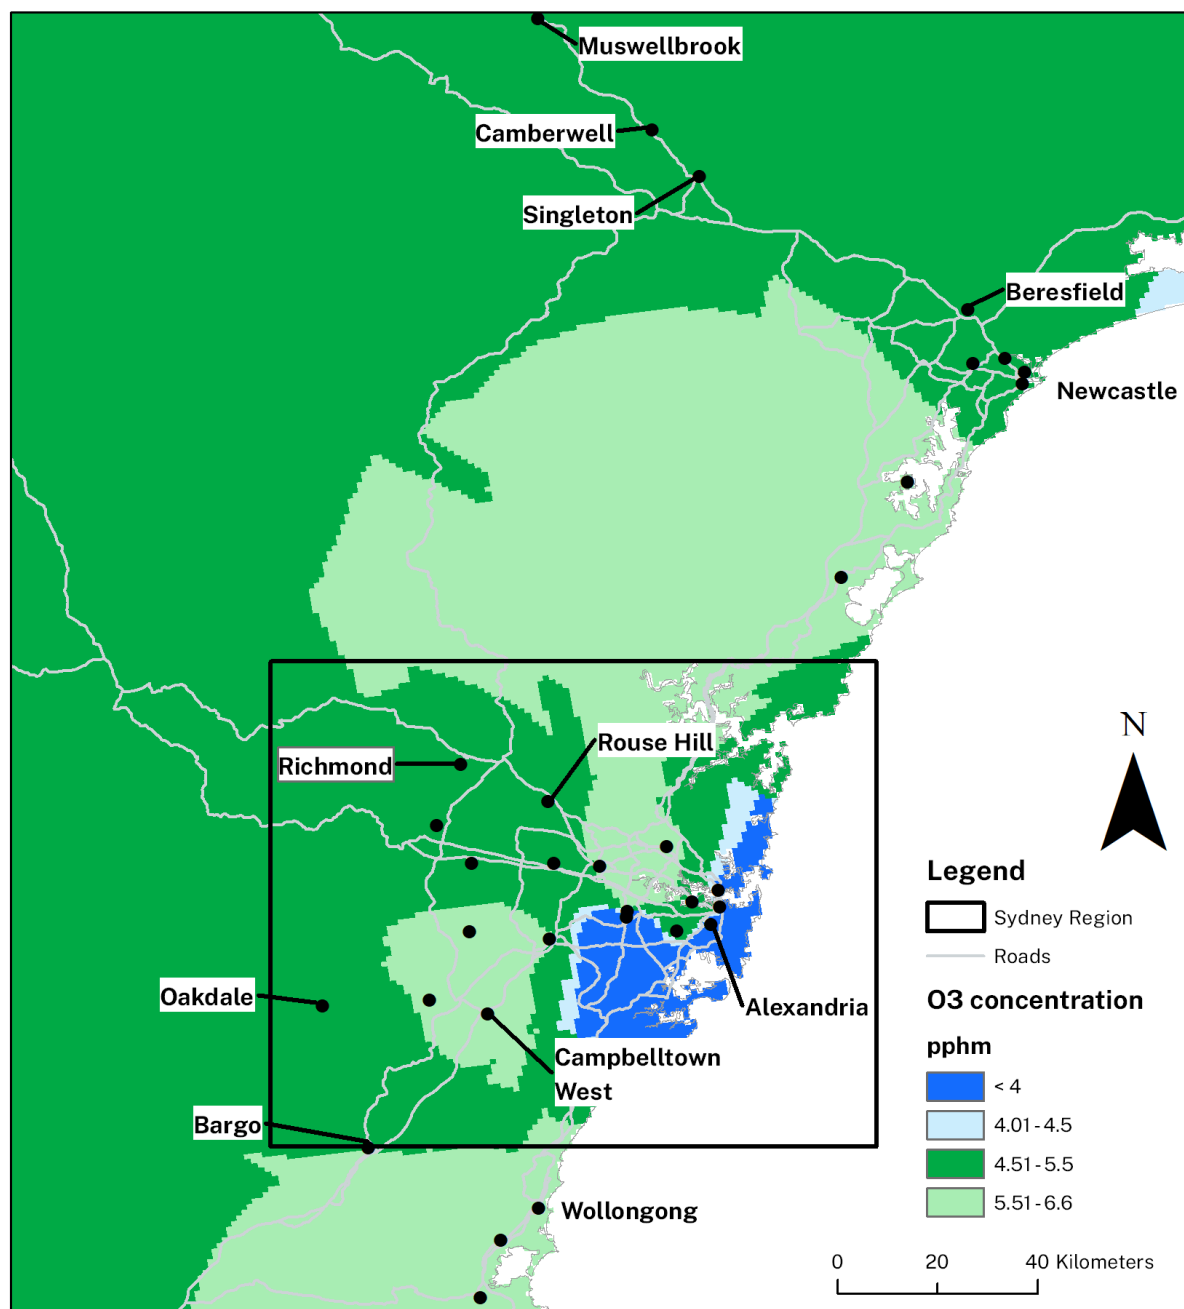 Muswellbrook
Camberwell
Singleton
Beresfield
Newcastle
Rouse Hill
Richmond
Oakdale
Alexandria
Campbelltown
West
Bargo
Wollongong
N
Legend
Sydney Region
Roads
O3 concentration
pphm
< 4
4.01 - 4.5
4.51 - 5.5
5.51 - 6.6
0 20 40 Kilometers